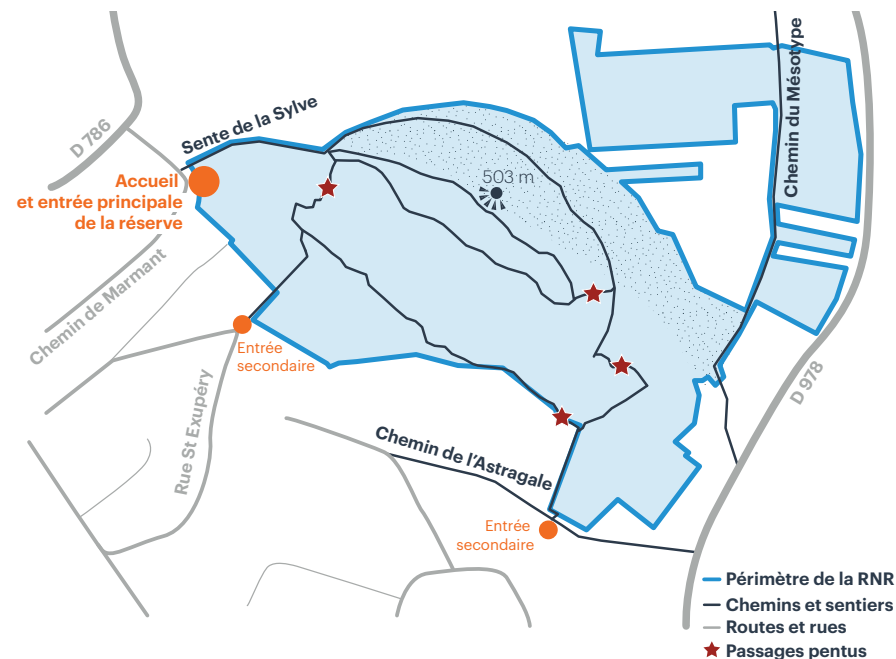 D 786
Sente de la Sylve
Chemin du Mésotype
503 m
Accueil
et entrée principale
de la réserve
Chemin de Marmant
Entrée
secondaire
Rue St Exupéry
D 978
Chemin de l'Astragale
Entrée
secondaire
Périmètre de la RNR
Chemins et sentiers
Routes et rues
Passages pentus